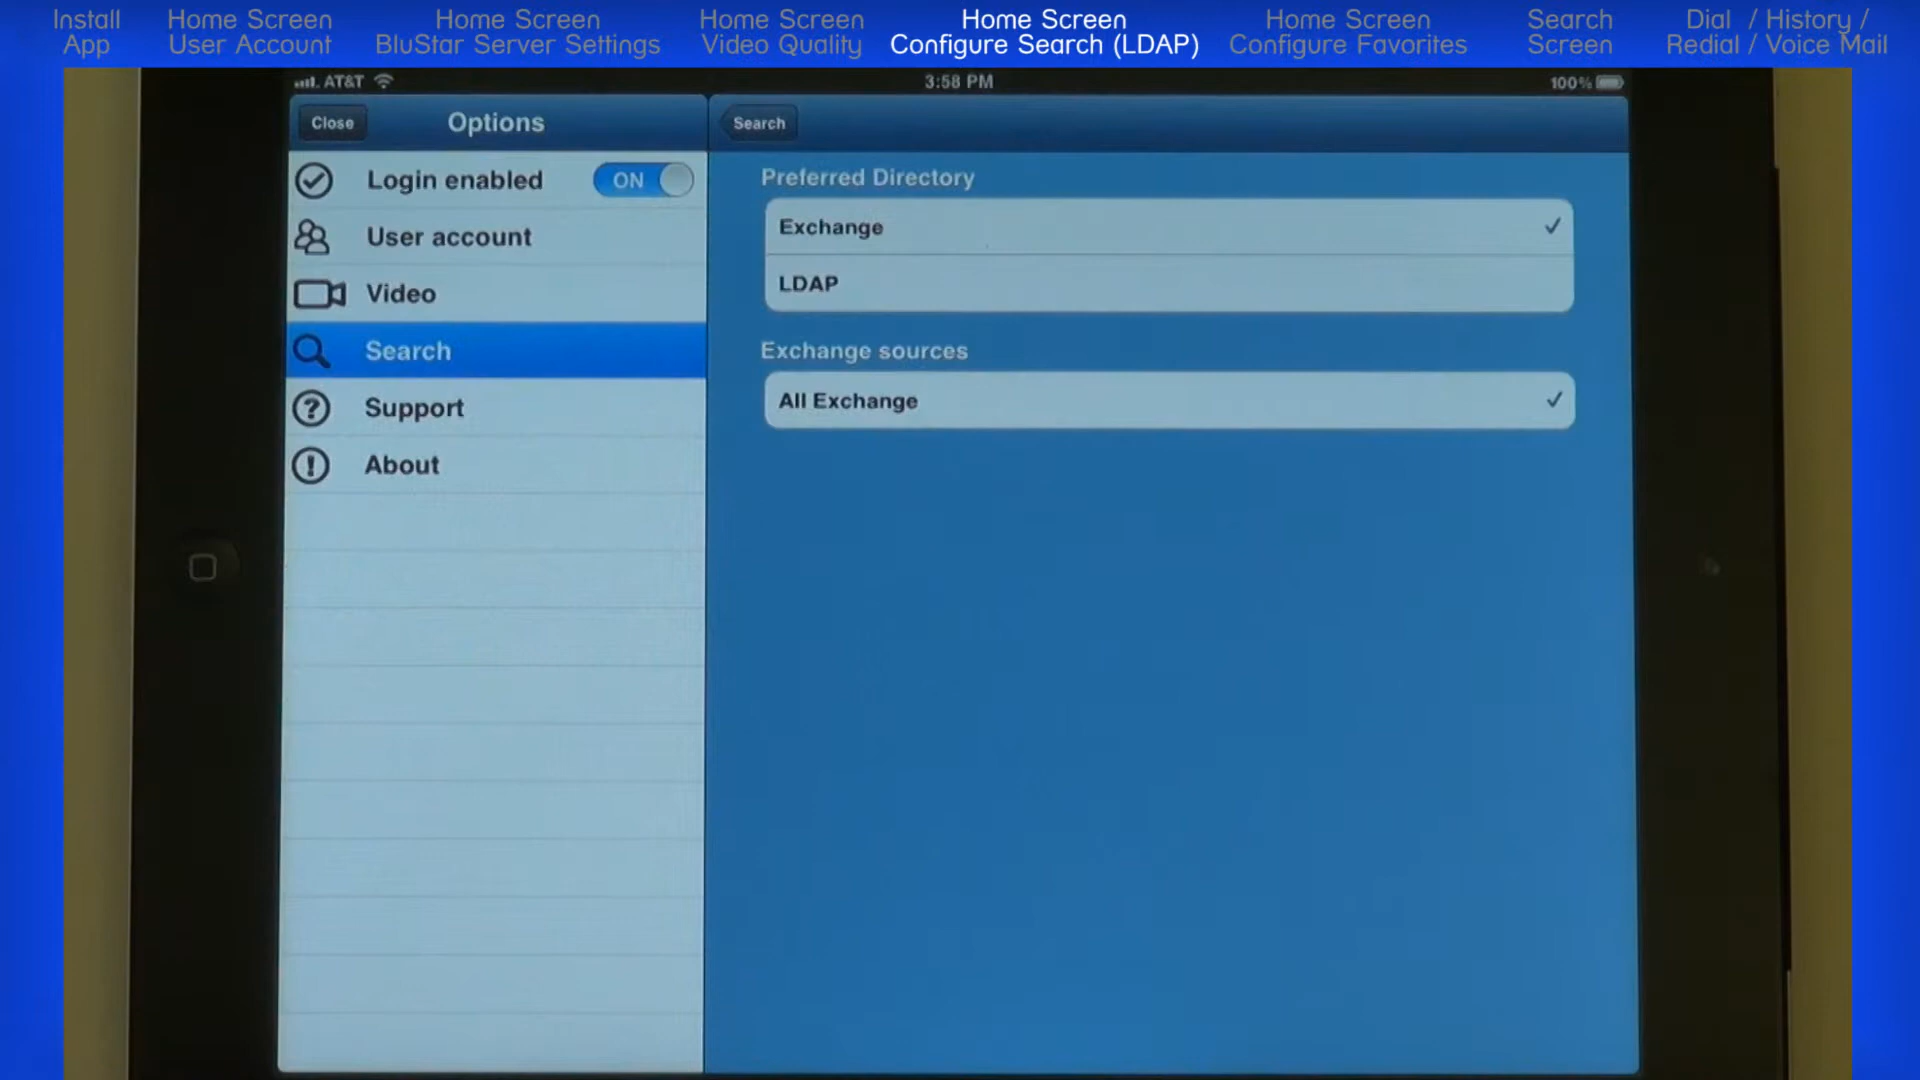 Install
App
Home Screen
User Account
Home Screen
BluStar Server Settings
Home Screen
Video Quality
Home Screen
Configure Search (LDAP)
Home Screen
Configure Favorites
Search
Screen
Dial / History /
Redial / Voice Mail
AT&T
3:58 PM
100%
Close
Options
Search
Login enabled
ON
User account
Video
Search
Support
About
Preferred Directory
Exchange
LDAP
Exchange sources
All Exchange